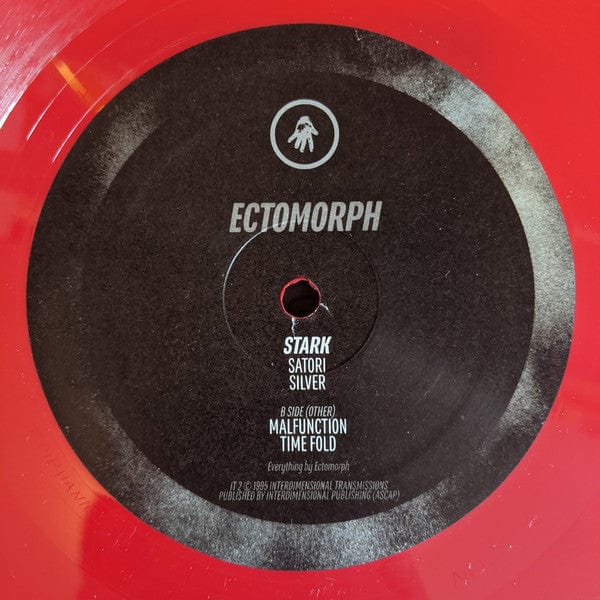 ECTOMORPH
STARK
SATORI
SILVER
B SIDE (OTHER)
MALFUNCTION
TIME FOLD
Everything by Ectomorph
IT 2 © 1995 INTERDIMENSIONAL TRANSMISSIONS
PUBLISHED BY INTERDIMENSIONAL PUBLISHING (ASCAP)